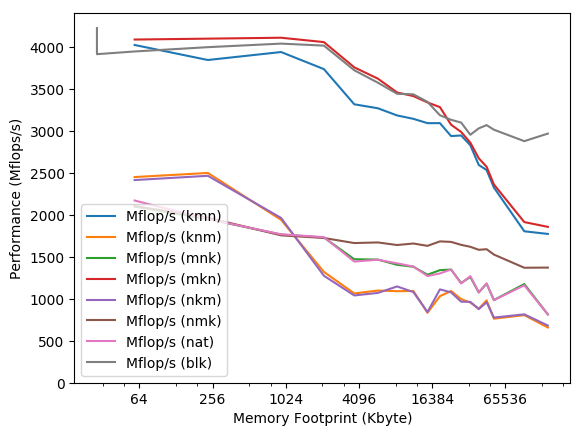 4000
3500
3000
2500
2000
1500
1000
500
0
Performance (Mflops/s)
Mflop/s (kmn)
Mflop/s (knm)
Mflop/s (mnk)
Mflop/s (mkn)
Mflop/s (nkm)
Mflop/s (nmk)
Mflop/s (nat)
Mflop/s (blk)
64 256 1024 4096 16384 65536
Memory Footprint (Kbyte)